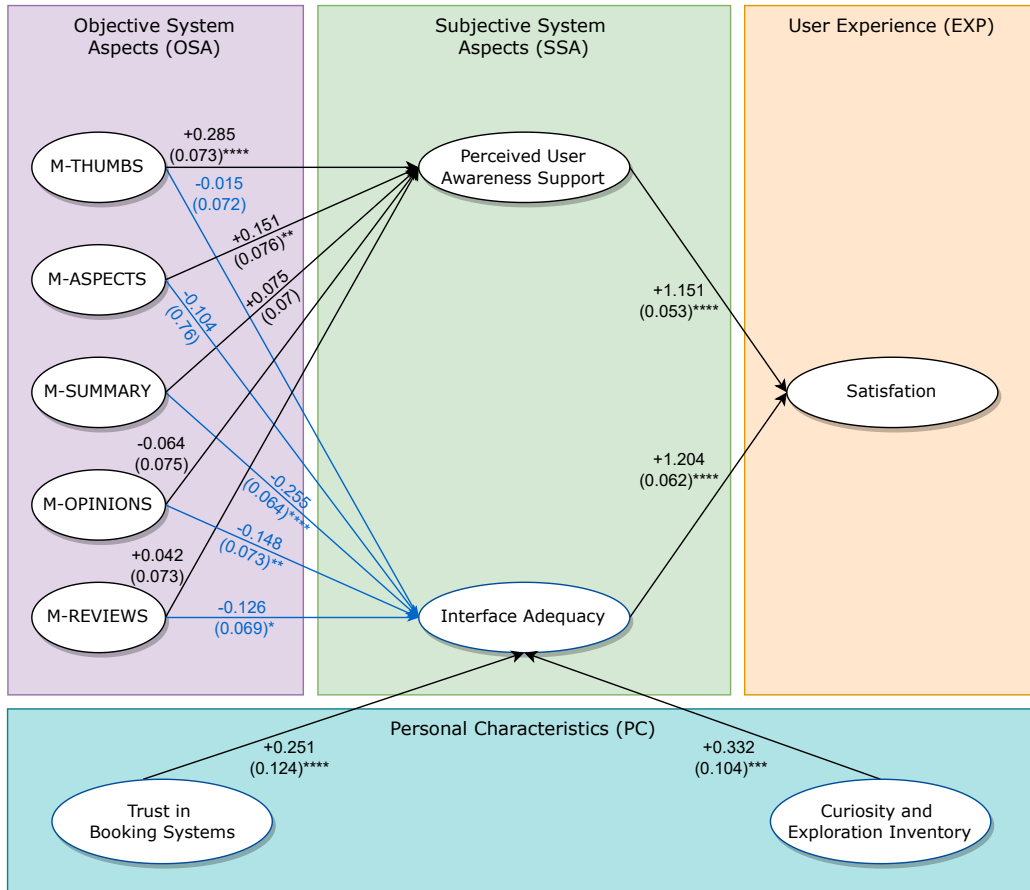 Objective System
Aspects (OSA)
Subjective System
Aspects (SSA)
User Experience (EXP)
M-THUMBS
M-ASPECTS
M-SUMMARY
M-OPINIONS
M-REVIEWS
+0.285
(0.073)****
-0.015
(0.072)
+0.151
(0.076)**
-0.104
(0.76)
+0.075
(0.07)
-0.255
(0.064)****
-0.064
(0.075)
-0.148
(0.073)**
+0.042
(0.073)
-0.126
(0.069)*
Perceived User
Awareness Support
Interface Adequacy
+1.151
(0.053)****
+1.204
(0.062)****
Satisfation
Personal Characteristics (PC)
+0.251
(0.124)****
+0.332
(0.104)***
Trust in
Booking Systems
Curiosity and
Exploration Inventory